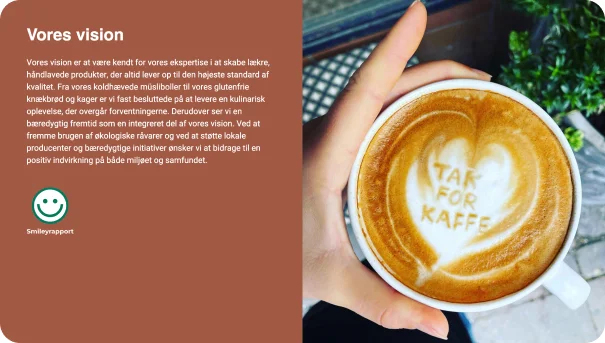 Vores vision
Vores vision er at være kendt for vores ekspertise i at skabe lækre,
håndlavede produkter, der altid lever op til den højeste standard af
kvalitet. Fra vores koldhævede müsliboller til vores glutenfrie
knækbrød og kager er vi fast besluttede på at levere en kulinarisk
oplevelse, der overgår forventningerne. Derudover ser vi en
bæredygtig fremtid som en integreret del af vores vision. Ved at
fremme brugen af økologiske råvarer og ved at støtte lokale
producenter og bæredygtige initiativer ønsker vi at bidrage til en
positiv indvirkning på både miljøet og samfundet.
Smileyrapport
TAK
FOR
KAFFE